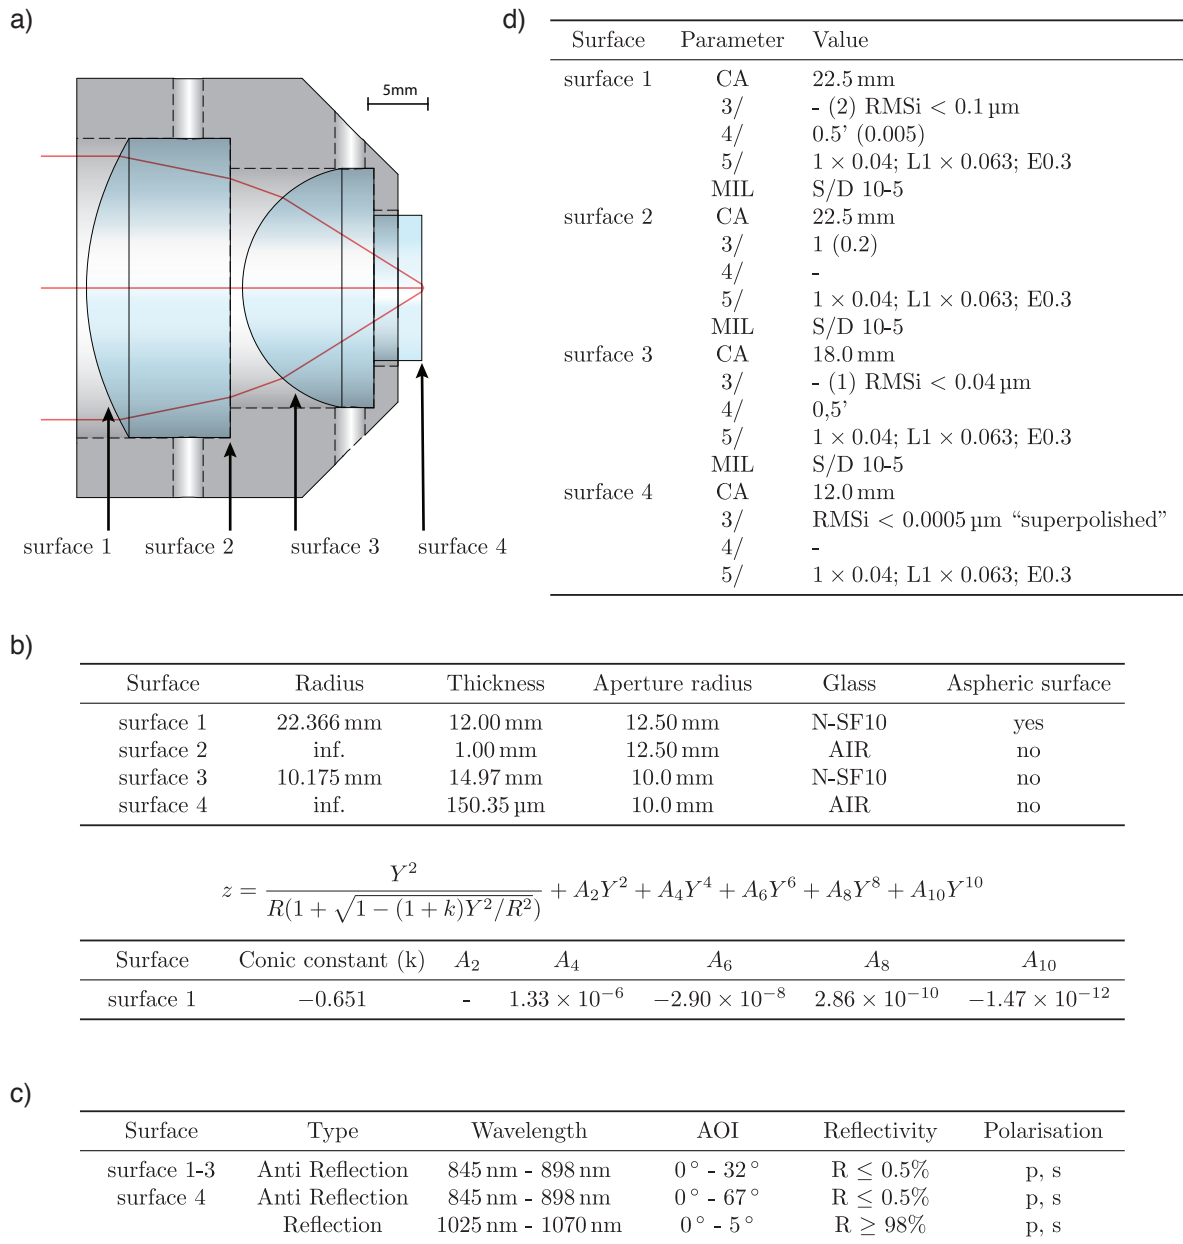 a)
5mm
surface 1 surface 2 surface 3 surface 4
d)
Surface Parameter Value
surface 1 CA 22.5 mm
3/ - (2) RMSi < 0.1 µm
4/ 0.5' (0.005)
5/ 1 × 0.04; L1 × 0.063; E0.3
MIL S/D 10-5
surface 2 CA 22.5 mm
3/ 1 (0.2)
4/ -
5/ 1 × 0.04; L1 × 0.063; E0.3
MIL S/D 10-5
surface 3 CA 18.0 mm
3/ - (1) RMSi < 0.04 µm
4/ 0,5'
5/ 1 × 0.04; L1 × 0.063; E0.3
MIL S/D 10-5
surface 4 CA 12.0 mm
3/ RMSi < 0.0005 µm “superpolished”
4/ -
5/ 1 × 0.04; L1 × 0.063; E0.3
b)
Surface Radius Thickness Aperture radius Glass Aspheric surface
surface 1 22.366 mm 12.00 mm 12.50 mm N-SF10 yes
surface 2 inf. 1.00 mm 12.50 mm AIR no
surface 3 10.175 mm 14.97 mm 10.0 mm N-SF10 no
surface 4 inf. 150.35 µm 10.0 mm AIR no
z = Y² / (R(1 + √(1 − (1 + k)Y²/R²))) + A₂Y² + A₄Y⁴ + A₆Y⁶ + A₈Y⁸ + A₁₀Y¹⁰
Surface Conic constant (k) A₂ A₄ A₆ A₈ A₁₀
surface 1 −0.651 - 1.33 × 10⁻⁶ −2.90 × 10⁻⁸ 2.86 × 10⁻¹⁰ −1.47 × 10⁻¹²
c)
Surface Type Wavelength AOI Reflectivity Polarisation
surface 1-3 Anti Reflection 845 nm - 898 nm 0° - 32° R ≤ 0.5% p, s
surface 4 Anti Reflection 845 nm - 898 nm 0° - 67° R ≤ 0.5% p, s
Reflection 1025 nm - 1070 nm 0° - 5° R ≥ 98% p, s